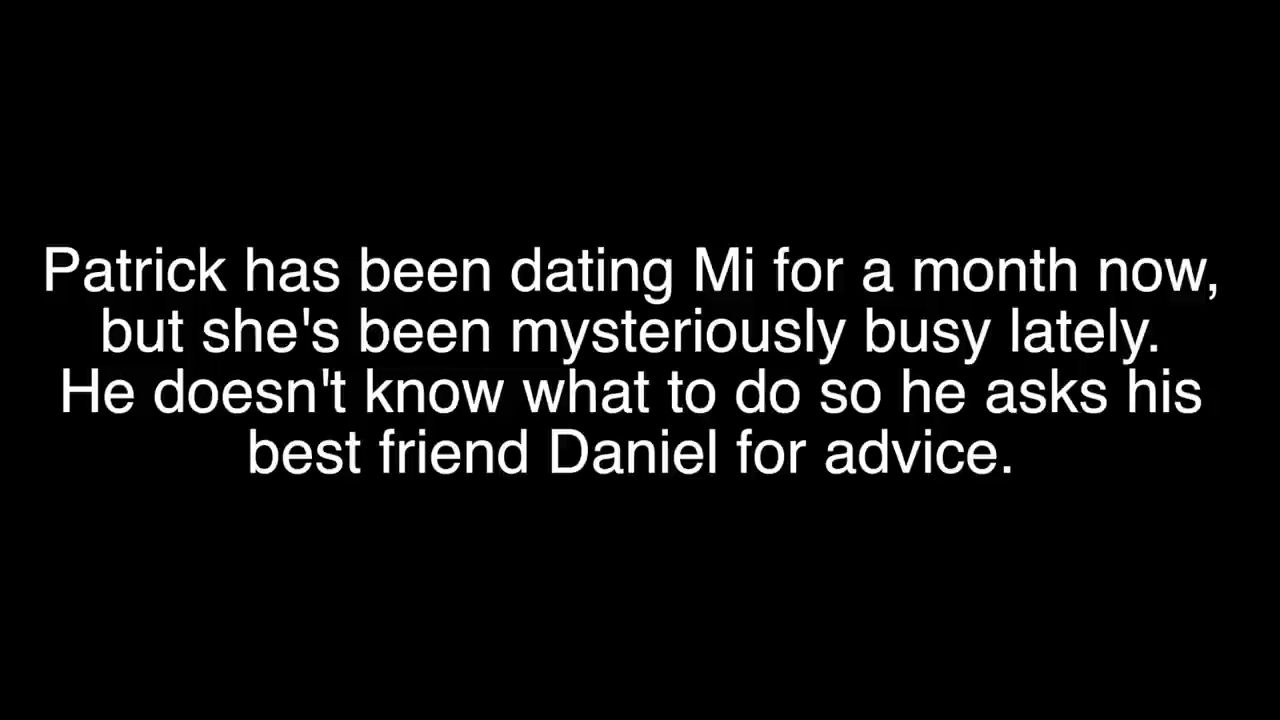 Patrick has been dating Mi for a month now,
but she's been mysteriously busy lately.
He doesn't know what to do so he asks his
best friend Daniel for advice.